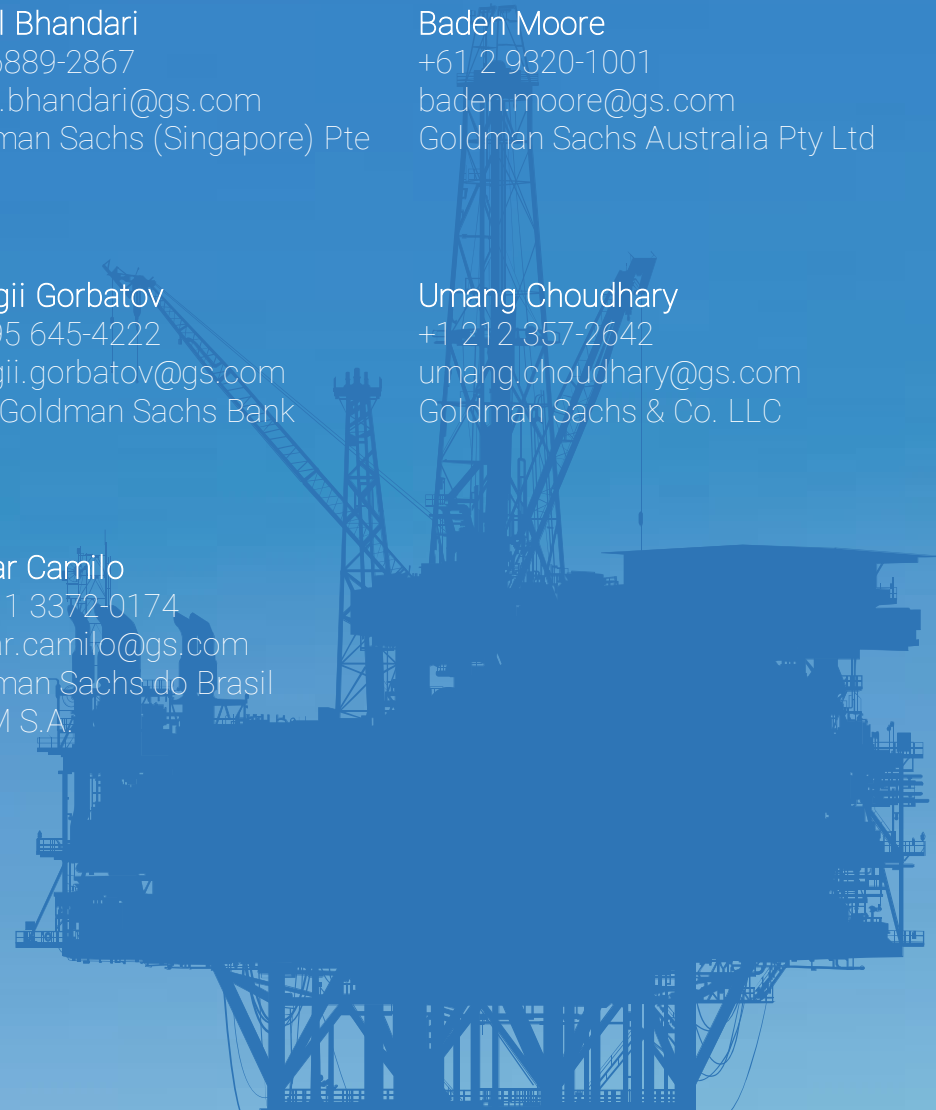 l Bhandari
6889-2867
.bhandari@gs.com
man Sachs (Singapore) Pte
Baden Moore
+61 2 9320-1001
baden.moore@gs.com
Goldman Sachs Australia Pty Ltd
gii Gorbatov
95 645-4222
gii.gorbatov@gs.com
Goldman Sachs Bank
Umang Choudhary
+1 212 357-2642
umang.choudhary@gs.com
Goldman Sachs & Co. LLC
ar Camilo
1 3372-0174
ar.camilo@gs.com
man Sachs do Brasil
M S.A.